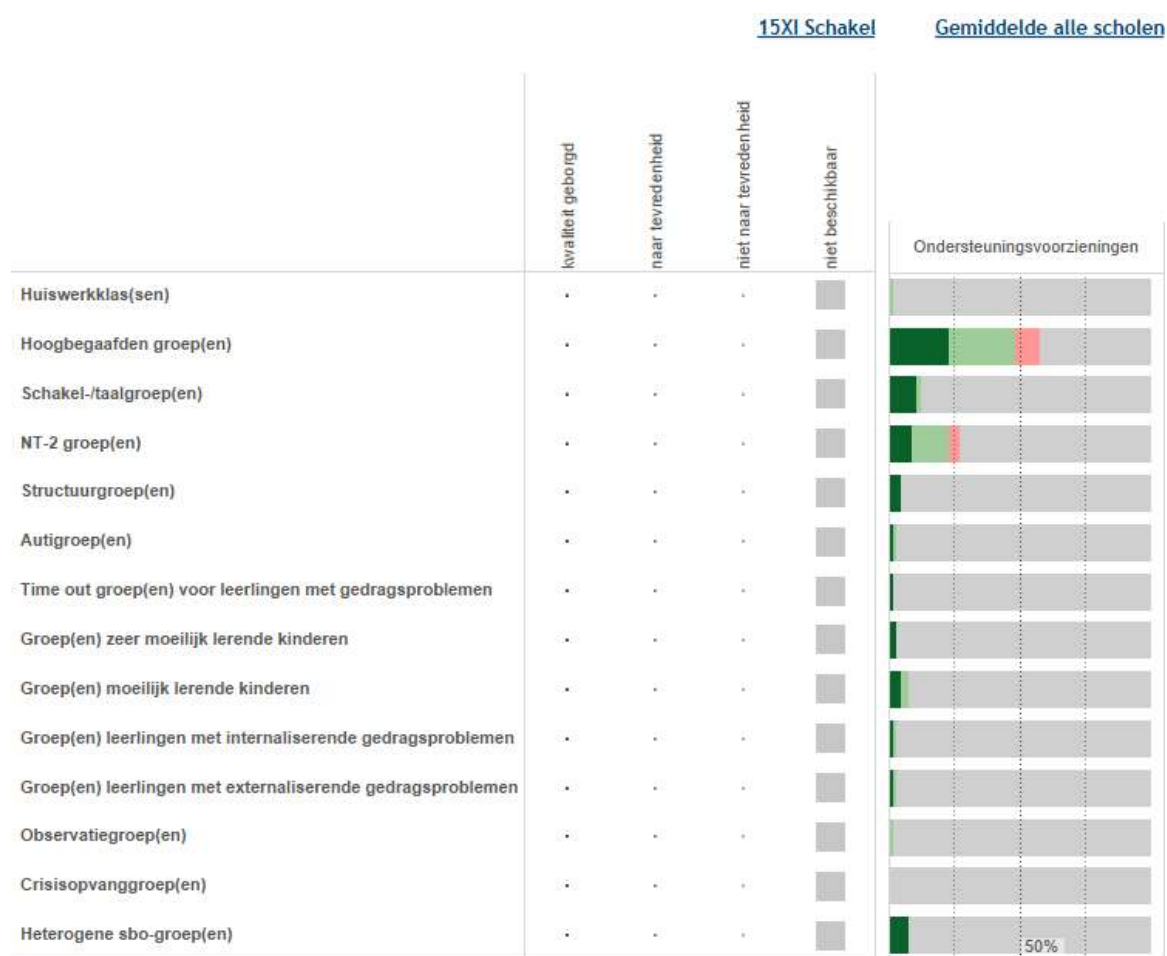 15XI Schakel
Gemiddelde alle scholen
kwaliteit geborgd
naar tevredenheid
niet naar tevredenheid
niet beschikbaar
Ondersteuningsvoorzieningen
Huiswerkklas(sen)
Hoogbegaafden groep(en)
Schakel-/taalgroep(en)
NT-2 groep(en)
Structuurgroep(en)
Autigroep(en)
Time out groep(en) voor leerlingen met gedragsproblemen
Groep(en) zeer moeilijk lerende kinderen
Groep(en) moeilijk lerende kinderen
Groep(en) leerlingen met internaliserende gedragsproblemen
Groep(en) leerlingen met externaliserende gedragsproblemen
Observatiegroep(en)
Crisisopvanggroep(en)
Heterogene sbo-groep(en)
50%